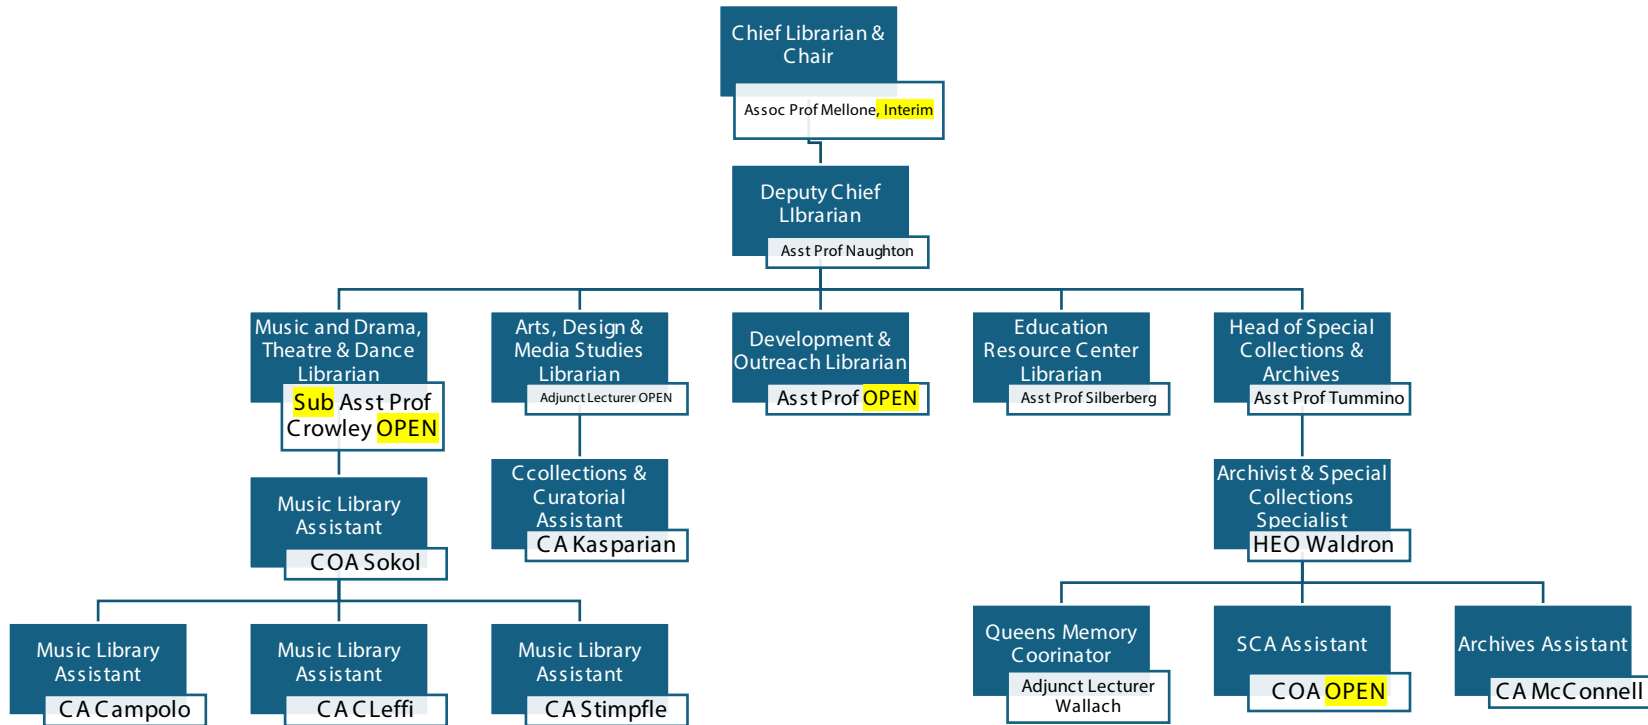 Chief Librarian &
Chair
Assoc Prof Mellone, Interim
Deputy Chief
LIbrarian
Asst Prof Naughton
Music and Drama,
Theatre & Dance
Librarian
Sub Asst Prof
Crowley OPEN
Arts, Design &
Media Studies
Librarian
Adjunct Lecturer OPEN
Development &
Outreach Librarian
Asst Prof OPEN
Education
Resource Center
Librarian
Asst Prof Silberberg
Head of Special
Collections &
Archives
Asst Prof Tummino
Music Library
Assistant
COA Sokol
Ccollections &
Curatorial
Assistant
CA Kasparian
Archivist & Special
Collections
Specialist
HEO Waldron
Music Library
Assistant
CA Campolo
Music Library
Assistant
CA CLeffi
Music Library
Assistant
CA Stimpfle
Queens Memory
Coorinator
Adjunct Lecturer
Wallach
SCA Assistant
COA OPEN
Archives Assistant
CA McConnell